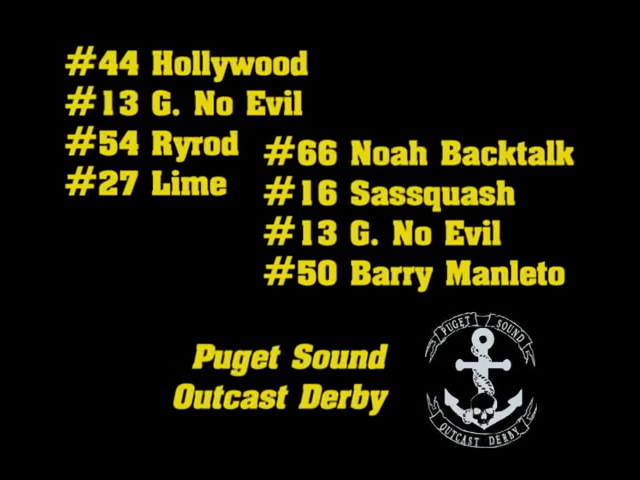 #44 Hollywood
#13 G. No Evil
#54 Ryrod
#27 Lime
#66 Noah Backtalk
#16 Sassquash
#13 G. No Evil
#50 Barry Manleto
Puget Sound
Outcast Derby
PUGET SOUND
OUTCAST DERBY